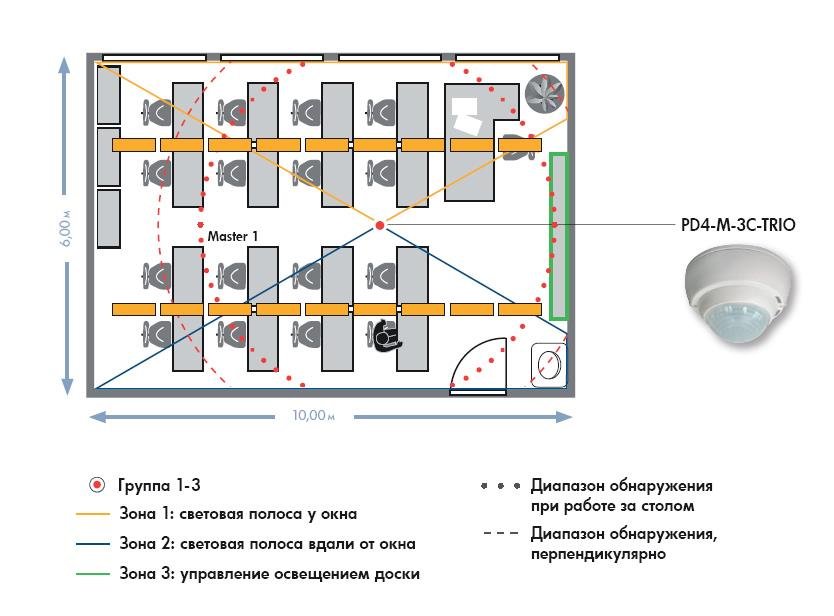 6,00 м
Master 1
PD4-M-3C-TRIO
10,00 м
Группа 1-3
Зона 1: световая полоса у окна
Зона 2: световая полоса вдали от окна
Зона 3: управление освещением доски
Диапазон обнаружения
при работе за столом
Диапазон обнаружения,
перпендикулярно